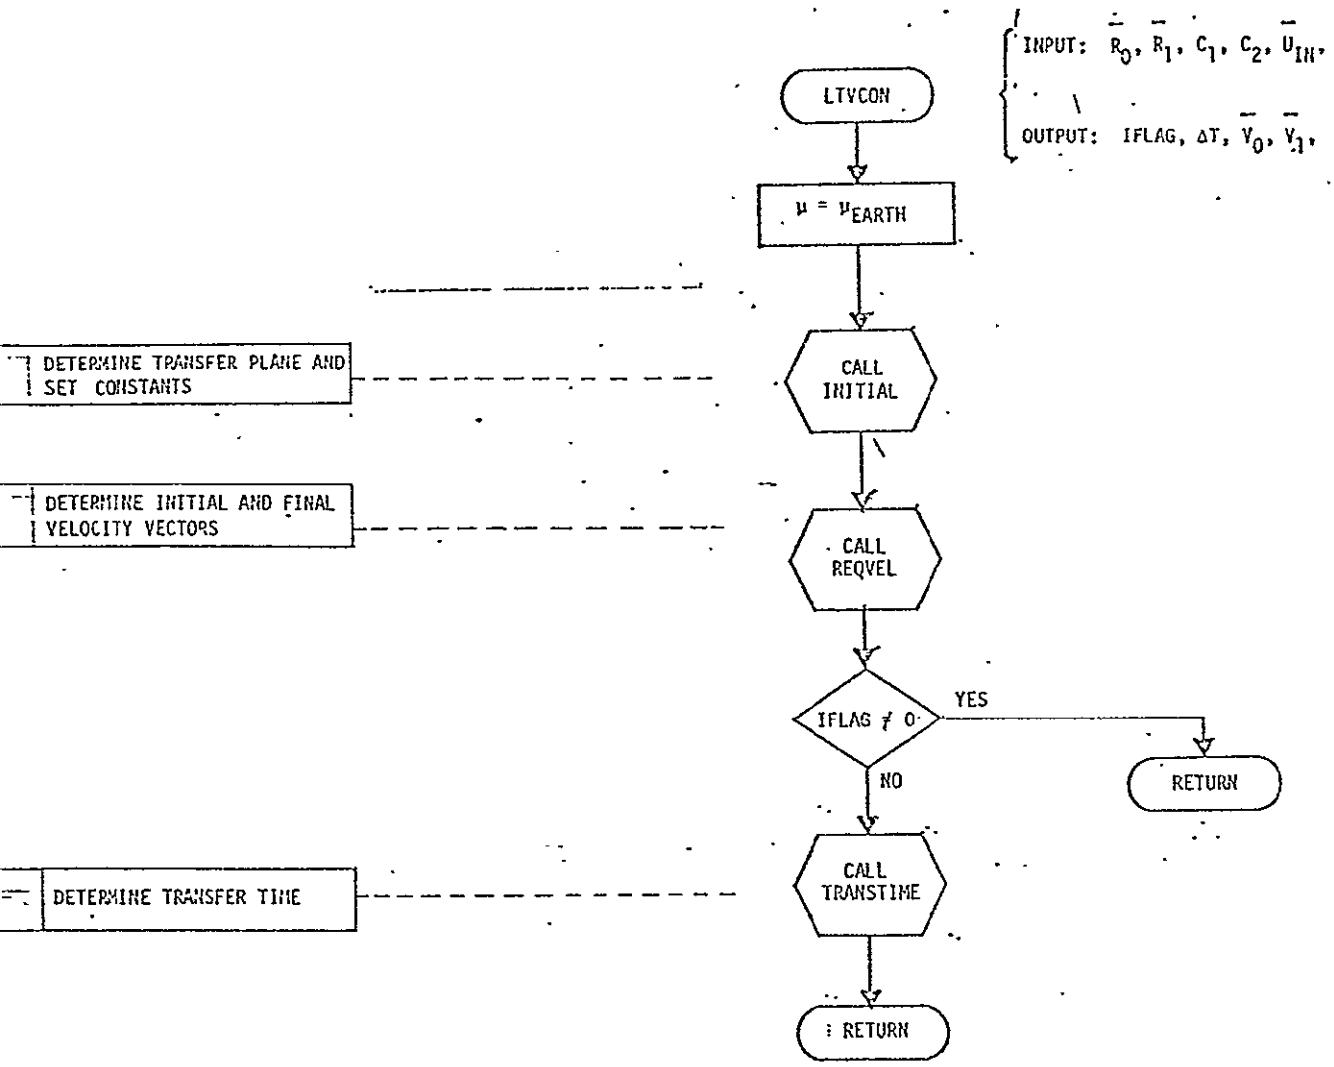 INPUT: R̅₀, R̅₁, C₁, C₂, U̅_IN,
LTVCON
OUTPUT: IFLAG, ΔT, V̅₀, V̅₁,
μ = μ_EARTH
DETERMINE TRANSFER PLANE AND
SET CONSTANTS
CALL
INITIAL
DETERMINE INITIAL AND FINAL
VELOCITY VECTORS
CALL
REQVEL
IFLAG ≠ 0
YES
NO
RETURN
CALL
TRANSTIME
DETERMINE TRANSFER TIME
RETURN